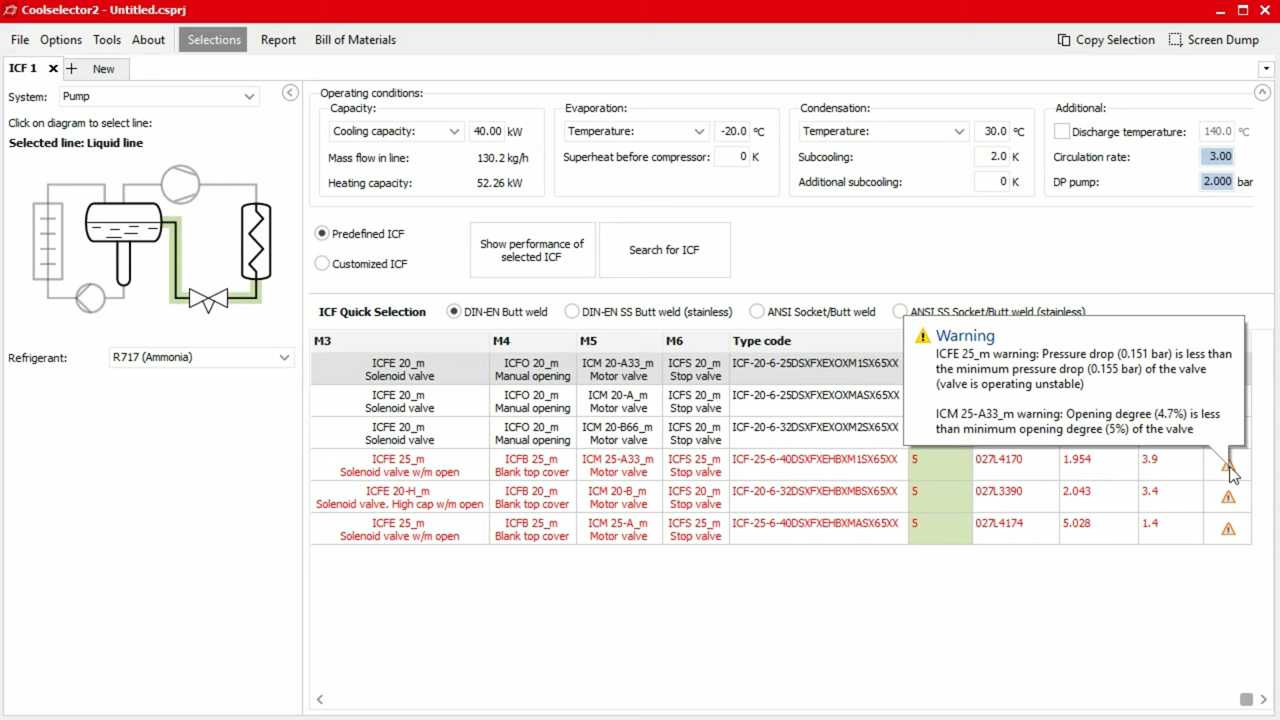 Coolselector2 - Untitled.csprj
File Options Tools About Selections Report Bill of Materials Copy Selection Screen Dump
ICF 1 New
System: Pump
Click on diagram to select line:
Selected line: Liquid line
Refrigerant: R717 (Ammonia)
Operating conditions:
Capacity:
Cooling capacity: 40.00 kW
Mass flow in line: 130.2 kg/h
Heating capacity: 52.26 kW
Evaporation:
Temperature: -20.0 °C
Superheat before compressor: 0 K
Condensation:
Temperature: 30.0 °C
Subcooling: 2.0 K
Additional subcooling: 0 K
Additional:
Discharge temperature: 140.0 °C
Circulation rate: 3.00
DP pump: 2.000 bar
Predefined ICF
Customized ICF
Show performance of
selected ICF
Search for ICF
ICF Quick Selection DIN-EN Butt weld DIN-EN SS Butt weld (stainless) ANSI Socket/Butt weld ANSI SS Socket/Butt weld (stainless)
M3 M4 M5 M6 Type code
ICFE 20_m ICFO 20_m ICM 20-A33_m ICFS 20_m ICF-20-6-25DSXFXEXOXM1SX65XX
Solenoid valve Manual opening Motor valve Stop valve
ICFE 20_m ICFO 20_m ICM 20-A_m ICFS 20_m ICF-20-6-25DSXFXEXOXMASX65XX
Solenoid valve Manual opening Motor valve Stop valve
ICFE 20_m ICFO 20_m ICM 20-B66_m ICFS 20_m ICF-20-6-32DSXFXEXOXM2SX65XX
Solenoid valve Manual opening Motor valve Stop valve
ICFE 25_m ICFB 25_m ICM 25-A33_m ICFS 25_m ICF-25-6-40DSXFXEHBXM1SX65XX 5 027L4170 1.954 3.9
Solenoid valve w/m open Blank top cover Motor valve Stop valve
ICFE 20-H_m ICFB 20_m ICM 20-B_m ICFS 20_m ICF-20-6-32DSXFXEHBXMBSX65XX 5 027L3390 2.043 3.4
Solenoid valve. High cap w/m open Blank top cover Motor valve Stop valve
ICFE 25_m ICFB 25_m ICM 25-A_m ICFS 25_m ICF-25-6-40DSXFXEHBXMASX65XX 5 027L4174 5.028 1.4
Solenoid valve w/m open Blank top cover Motor valve Stop valve
Warning
ICFE 25_m warning: Pressure drop (0.151 bar) is less than
the minimum pressure drop (0.155 bar) of the valve
(valve is operating unstable)
ICM 25-A33_m warning: Opening degree (4.7%) is less
than minimum opening degree (5%) of the valve